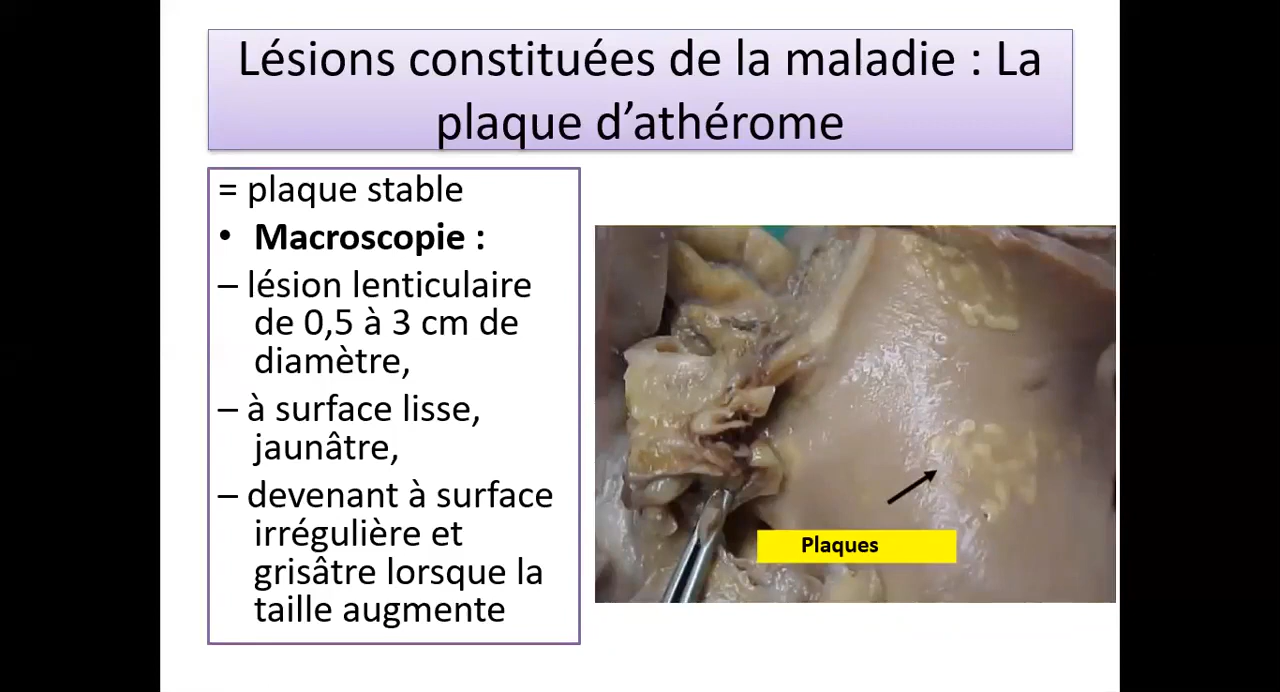 Lésions constituées de la maladie : La
plaque d’athérome
= plaque stable
• Macroscopie :
– lésion lenticulaire
de 0,5 à 3 cm de
diamètre,
– à surface lisse,
jaunâtre,
– devenant à surface
irrégulière et
grisâtre lorsque la
taille augmente
Plaques